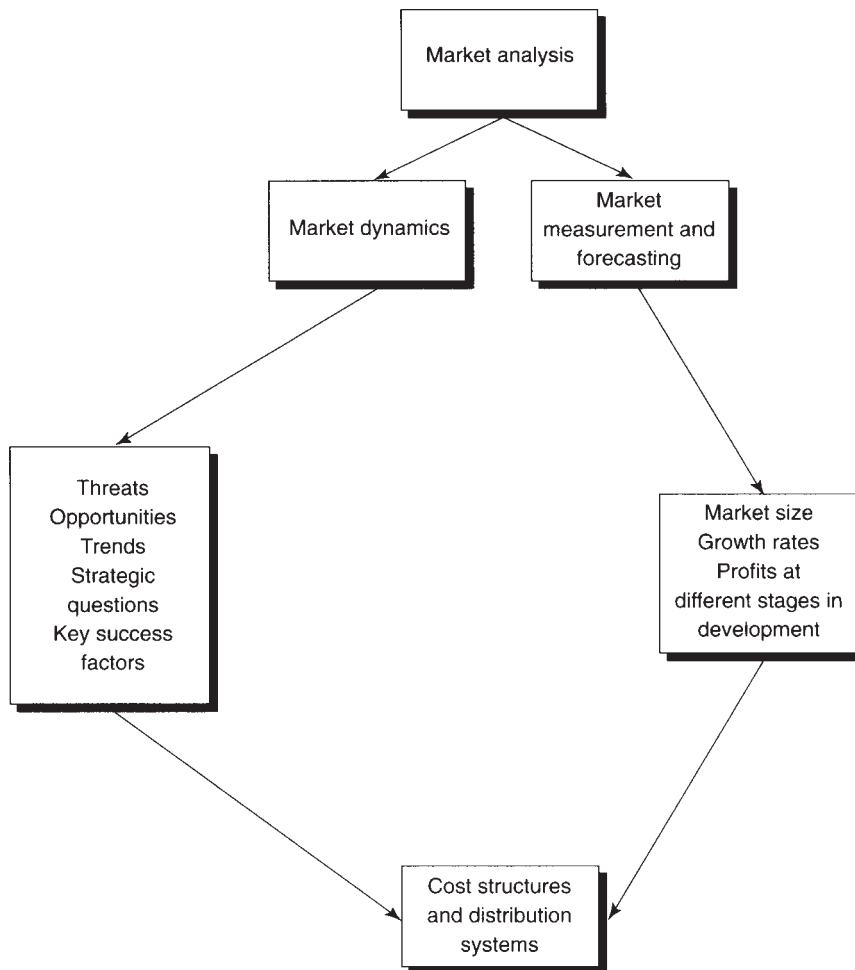 Market analysis
Market dynamics
Market
measurement and
forecasting
Threats
Opportunities
Trends
Strategic
questions
Key success
factors
Market size
Growth rates
Profits at
different stages in
development
Cost structures
and distribution
systems